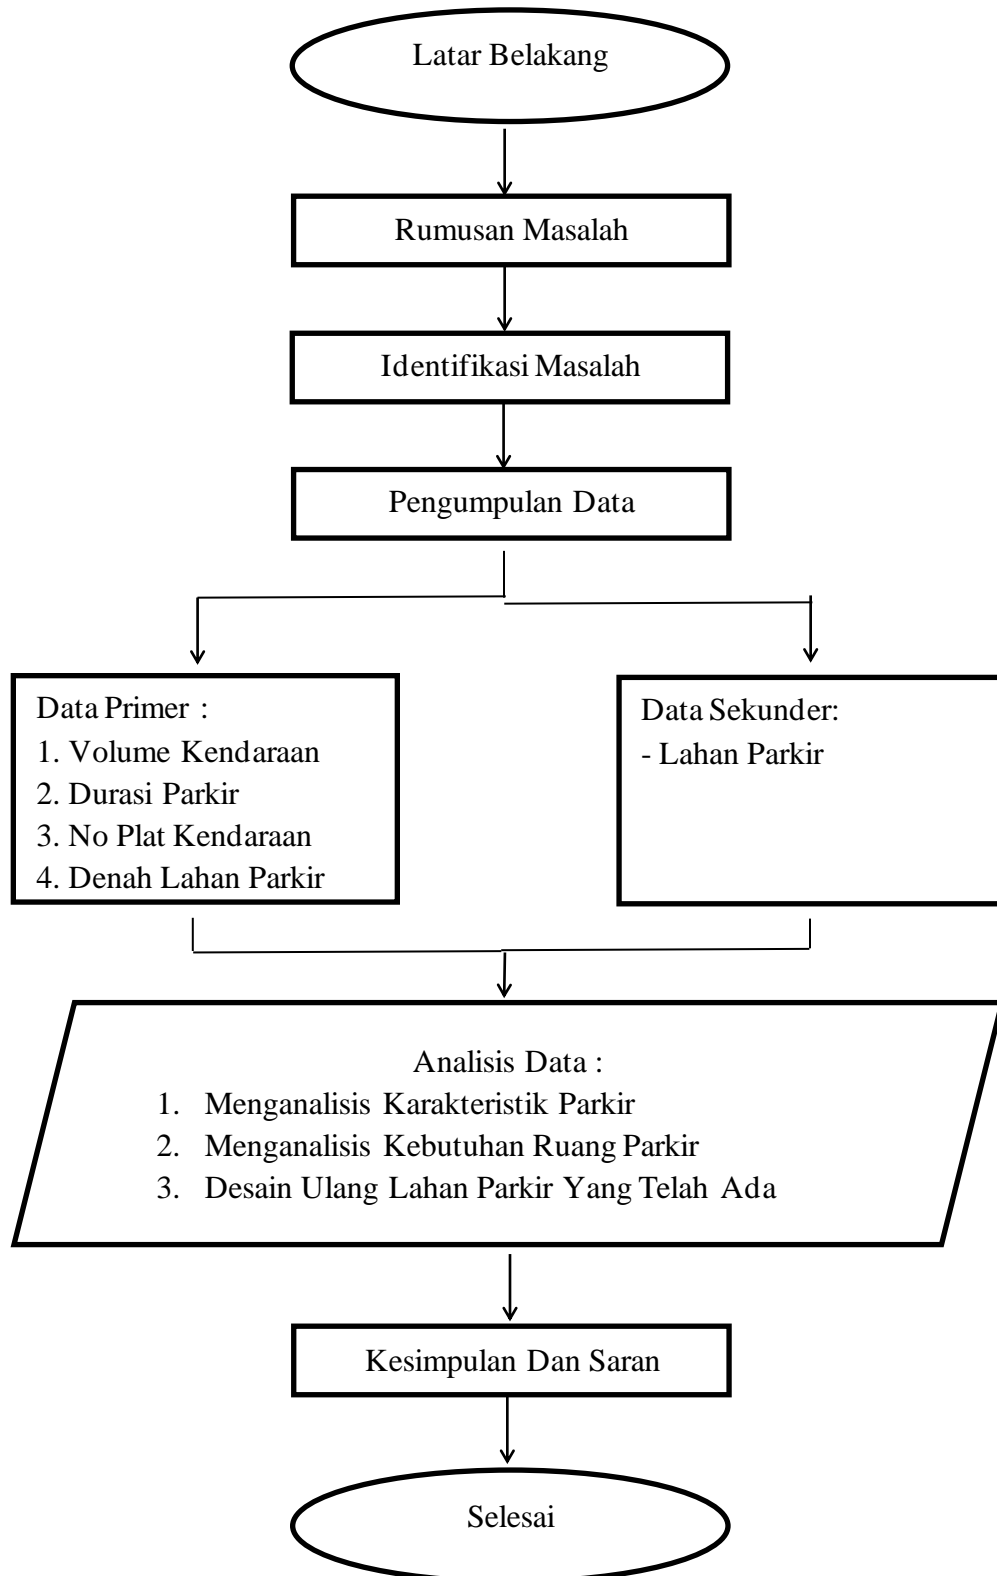 Latar Belakang
Rumusan Masalah
Identifikasi Masalah
Pengumpulan Data
Data Primer :
1. Volume Kendaraan
2. Durasi Parkir
3. No Plat Kendaraan
4. Denah Lahan Parkir
Data Sekunder:
- Lahan Parkir
Analisis Data :
1. Menganalisis Karakteristik Parkir
2. Menganalisis Kebutuhan Ruang Parkir
3. Desain Ulang Lahan Parkir Yang Telah Ada
Kesimpulan Dan Saran
Selesai